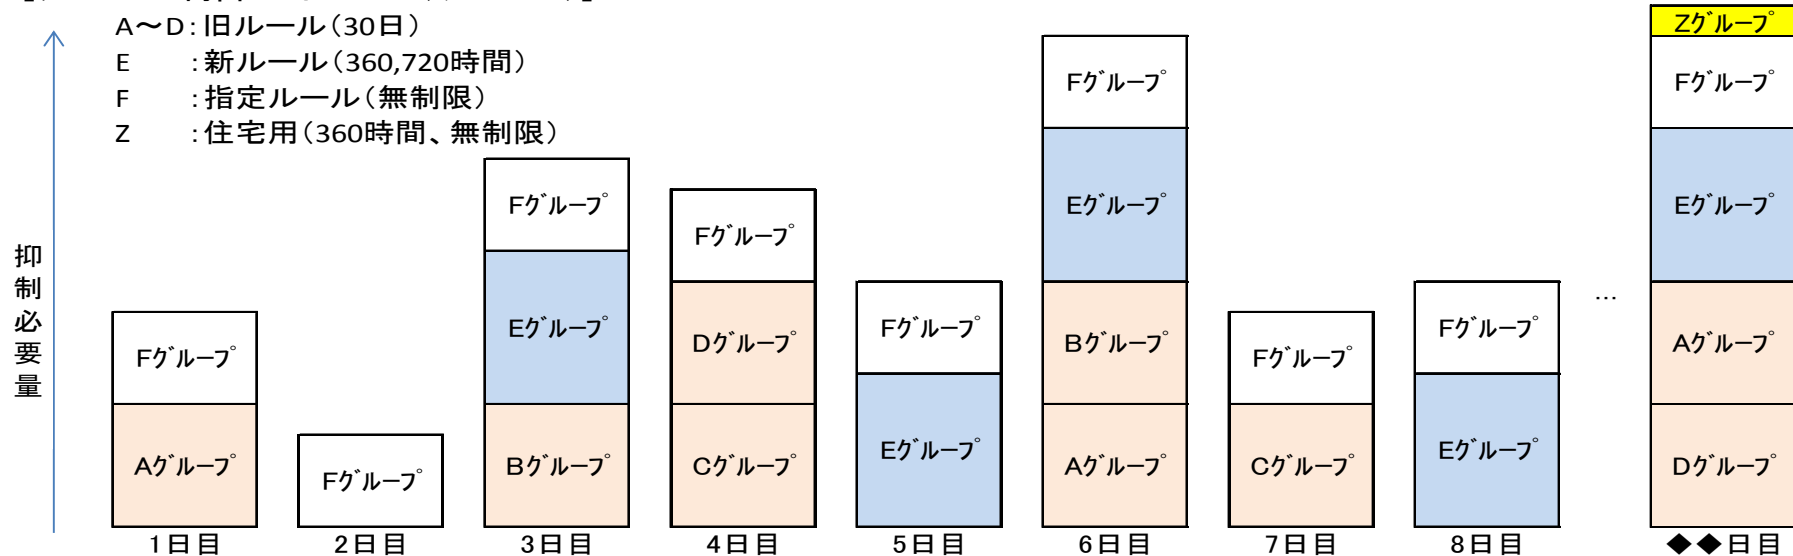 A～D：旧ルール（30日）
E ：新ルール（360,720時間）
F ：指定ルール（無制限）
Z ：住宅用（360時間、無制限）
抑制必要量
Fグループ
Aグループ
1日目
Fグループ
2日目
Fグループ
Eグループ
Bグループ
3日目
Fグループ
Dグループ
Cグループ
4日目
Fグループ
Eグループ
5日目
Fグループ
Eグループ
Bグループ
Aグループ
6日目
Fグループ
Cグループ
7日目
Fグループ
Eグループ
8日目
…
Zグループ
Fグループ
Eグループ
Aグループ
Dグループ
◆◆日目